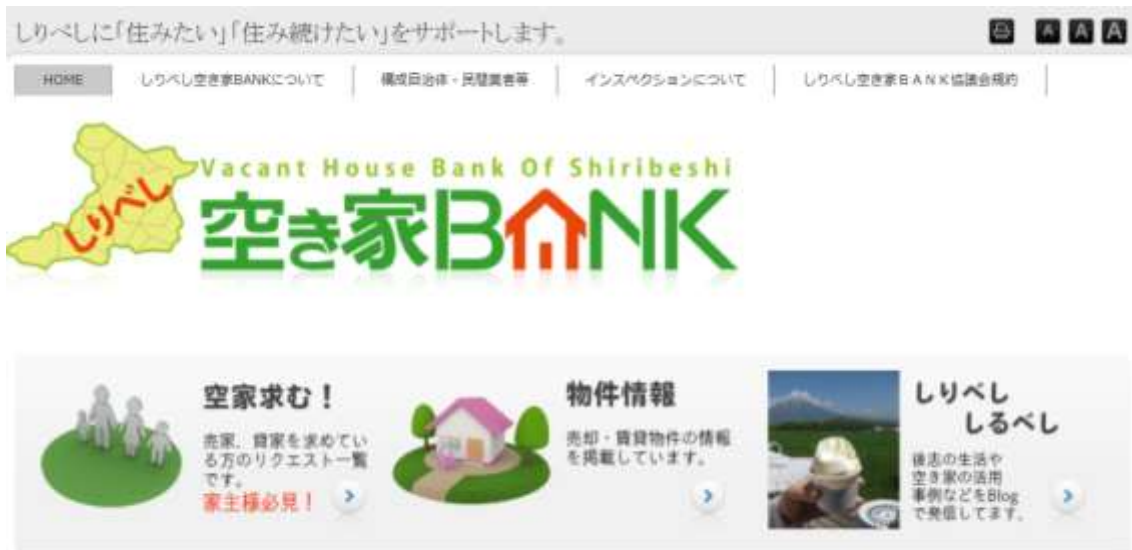 しりべしに「住みたい」「住み続けたい」をサポートします。
A A A
HOME しりべし空き家BANKについて 構成自治体・民間業者等 インスペクションについて しりべし空き家BANK協議会規約
しりべし
Vacant House Bank Of Shiribeshi
空き家BANK
空家求む！
売家、貸家を求めてい
る方のリクエスト一覧
です。
家主様必見！
物件情報
売却・賃貸物件の情報
を掲載しています。
しりべし
しるべし
後志の生活や
空き家の活用
事例などをBlog
で発信してます。